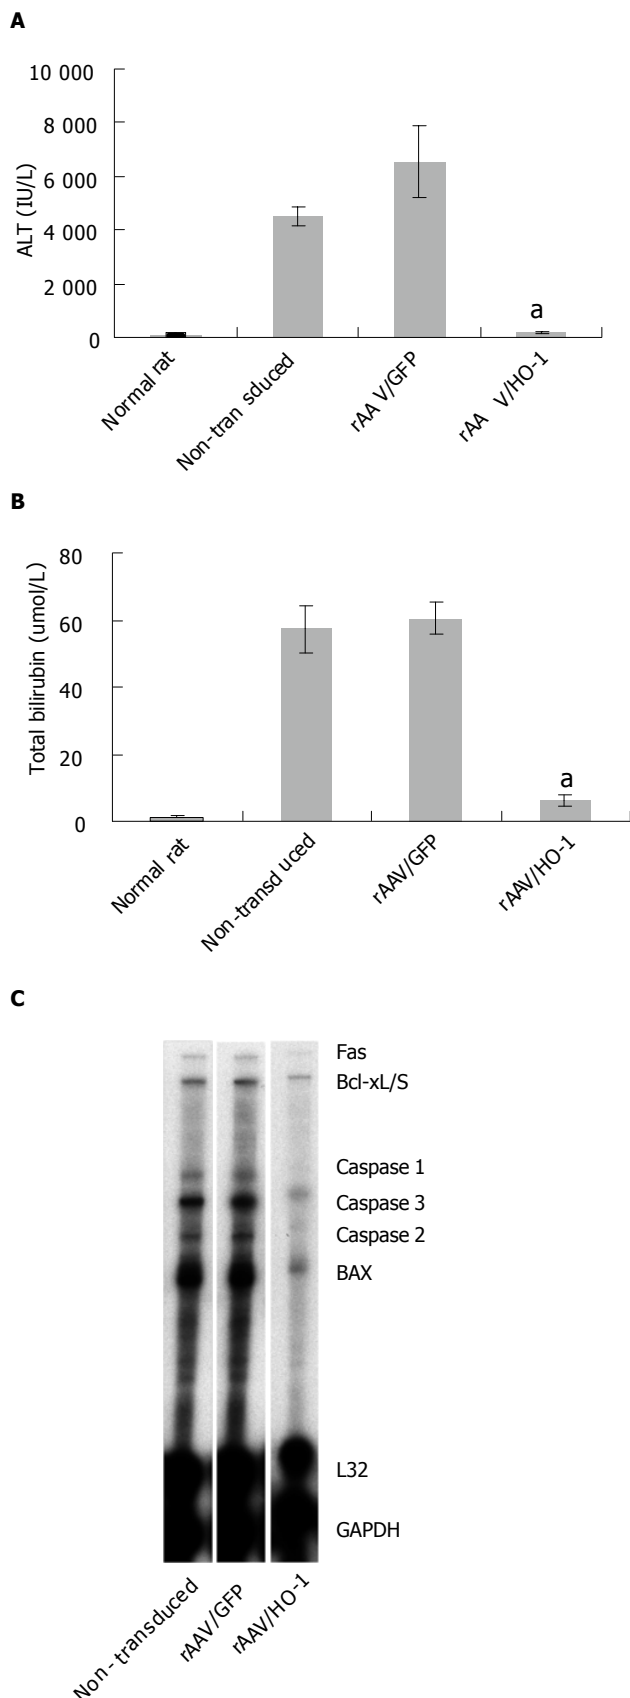 A
10 000
8 000
6 000
4 000
2 000
0
ALT (IU/L)
a
Normal rat
Non-tran sduced
rAA V/GFP
rAA V/HO-1
B
80
60
40
20
0
Total bilirubin (umol/L)
a
Normal rat
Non-transd uced
rAAV/GFP
rAAV/HO-1
C
Fas
Bcl-xL/S
Caspase 1
Caspase 3
Caspase 2
BAX
L32
GAPDH
Non-transduced
rAAV/GFP
rAAV/HO-1